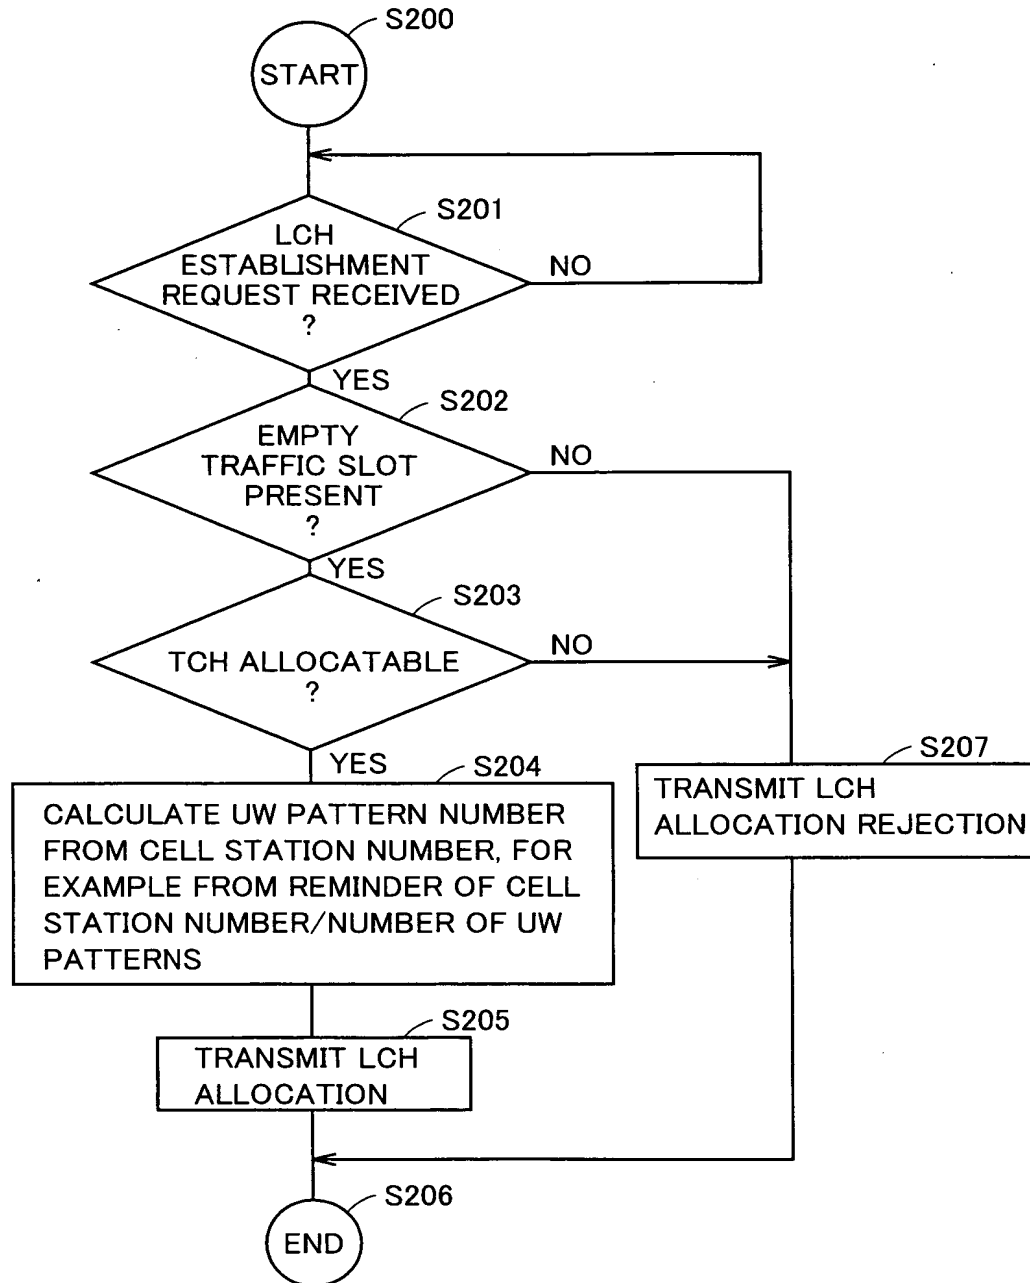 S200
START
S201
LCH
ESTABLISHMENT
REQUEST RECEIVED
?
NO
YES
S202
EMPTY
TRAFFIC SLOT
PRESENT
?
NO
YES
S203
TCH ALLOCATABLE
?
NO
YES
S204
CALCULATE UW PATTERN NUMBER
FROM CELL STATION NUMBER, FOR
EXAMPLE FROM REMINDER OF CELL
STATION NUMBER/NUMBER OF UW
PATTERNS
S207
TRANSMIT LCH
ALLOCATION REJECTION
S205
TRANSMIT LCH
ALLOCATION
S206
END